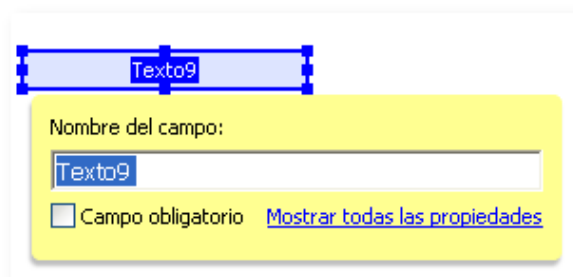 Texto9
Nombre del campo:
Texto9
Campo obligatorio Mostrar todas las propiedades